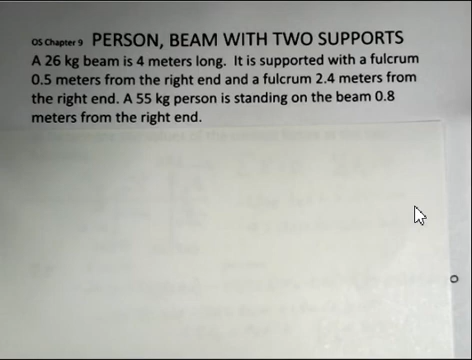 OS Chapter 9 PERSON, BEAM WITH TWO SUPPORTS
A 26 kg beam is 4 meters long. It is supported with a fulcrum
0.5 meters from the right end and a fulcrum 2.4 meters from
the right end. A 55 kg person is standing on the beam 0.8
meters from the right end.